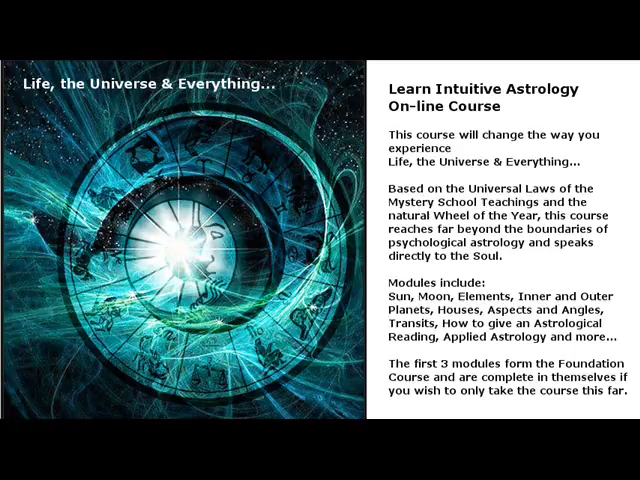 Life, the Universe & Everything...
Learn Intuitive Astrology
On-line Course
This course will change the way you
experience
Life, the Universe & Everything...
Based on the Universal Laws of the
Mystery School Teachings and the
natural Wheel of the Year, this course
reaches far beyond the boundaries of
psychological astrology and speaks
directly to the Soul.
Modules include:
Sun, Moon, Elements, Inner and Outer
Planets, Houses, Aspects and Angles,
Transits, How to give an Astrological
Reading, Applied Astrology and more...
The first 3 modules form the Foundation
Course and are complete in themselves if
you wish to only take the course this far.